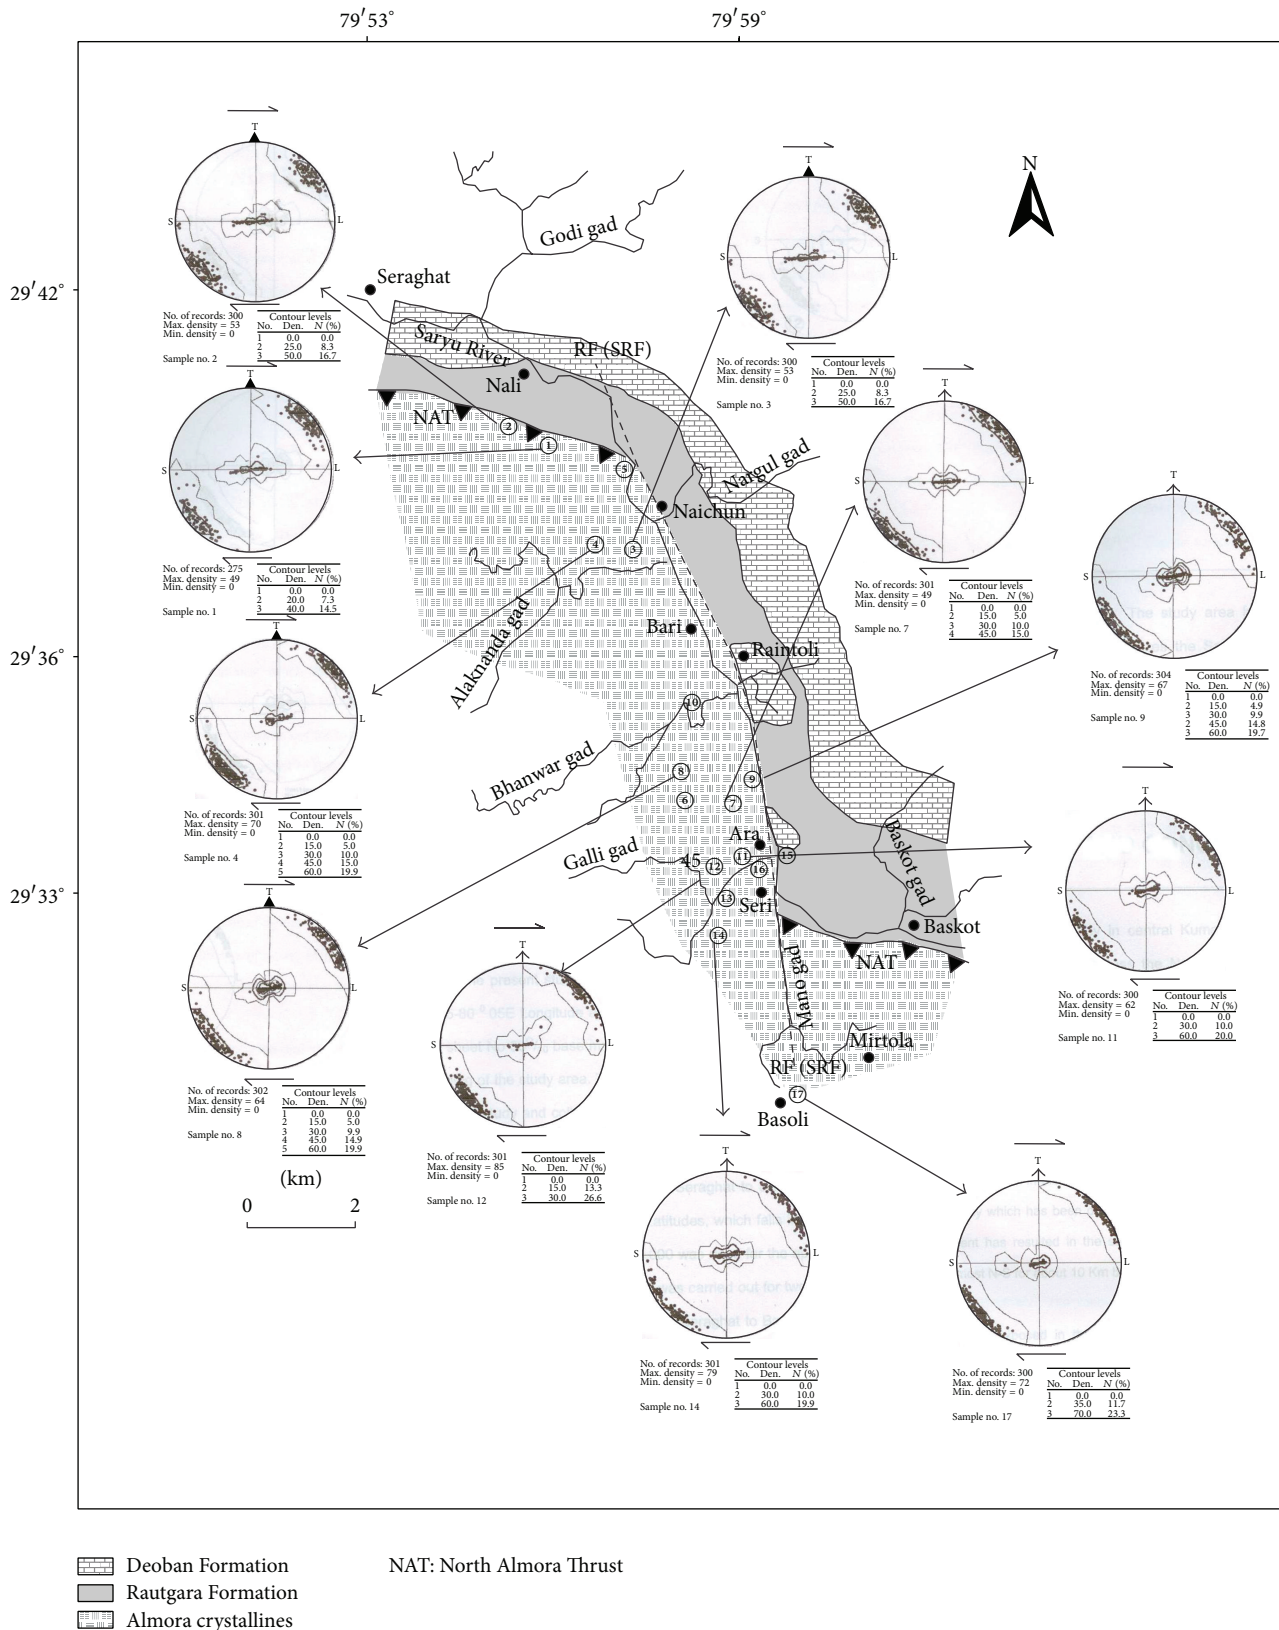 79′53° 79′59°
29′42°
29′36°
29′33°
N
T
S L
No. of records: 300
Max. density = 53
Min. density = 0
Sample no. 2
Contour levels
No. Den. N (%)
1 0.0 0.0
2 25.0 8.3
3 50.0 16.7
T
S L
No. of records: 275
Max. density = 49
Min. density = 0
Sample no. 1
Contour levels
No. Den. N (%)
1 0.0 0.0
2 20.0 7.3
3 40.0 14.5
T
S L
No. of records: 301
Max. density = 70
Min. density = 0
Sample no. 4
Contour levels
No. Den. N (%)
1 0.0 0.0
2 15.0 5.0
3 30.0 10.0
4 45.0 15.0
5 60.0 19.9
T
S L
No. of records: 302
Max. density = 64
Min. density = 0
Sample no. 8
Contour levels
No. Den. N (%)
1 0.0 0.0
2 15.0 5.0
3 30.0 9.9
4 45.0 14.9
5 60.0 19.9
(km)
0 2
T
S L
No. of records: 301
Max. density = 85
Min. density = 0
Sample no. 12
Contour levels
No. Den. N (%)
1 0.0 0.0
2 15.0 13.3
3 30.0 26.6
T
S L
No. of records: 300
Max. density = 53
Min. density = 0
Sample no. 3
Contour levels
No. Den. N (%)
1 0.0 0.0
2 25.0 8.3
3 50.0 16.7
T
S L
No. of records: 301
Max. density = 49
Min. density = 0
Sample no. 7
Contour levels
No. Den. N (%)
1 0.0 0.0
2 15.0 5.0
3 30.0 10.0
4 45.0 15.0
T
S L
No. of records: 304
Max. density = 67
Min. density = 0
Sample no. 9
Contour levels
No. Den. N (%)
1 0.0 0.0
2 15.0 4.9
3 30.0 9.9
2 45.0 14.8
3 60.0 19.7
T
S L
No. of records: 300
Max. density = 62
Min. density = 0
Sample no. 11
Contour levels
No. Den. N (%)
1 0.0 0.0
2 30.0 10.0
3 60.0 20.0
T
S L
No. of records: 301
Max. density = 79
Min. density = 0
Sample no. 14
Contour levels
No. Den. N (%)
1 0.0 0.0
2 30.0 10.0
3 60.0 19.9
T
S L
No. of records: 300
Max. density = 72
Min. density = 0
Sample no. 17
Contour levels
No. Den. N (%)
1 0.0 0.0
2 35.0 11.7
3 70.0 23.3
Godi gad
Seraghat
Saryu River
RF (SRF)
Nali
NAT
2
1
5
Nargul gad
Naichun
4
3
Alaknanda gad
Bari
Raintoli
10
Bhanwar gad
8
9
6
7
Ara
Galli gad
45
12
11
15
16
Baskot gad
13
Seri
14
Baskot
NAT
Mano gad
Mirtola
RF (SRF)
17
Basoli
Deoban Formation
Rautgara Formation
Almora crystallines
NAT: North Almora Thrust